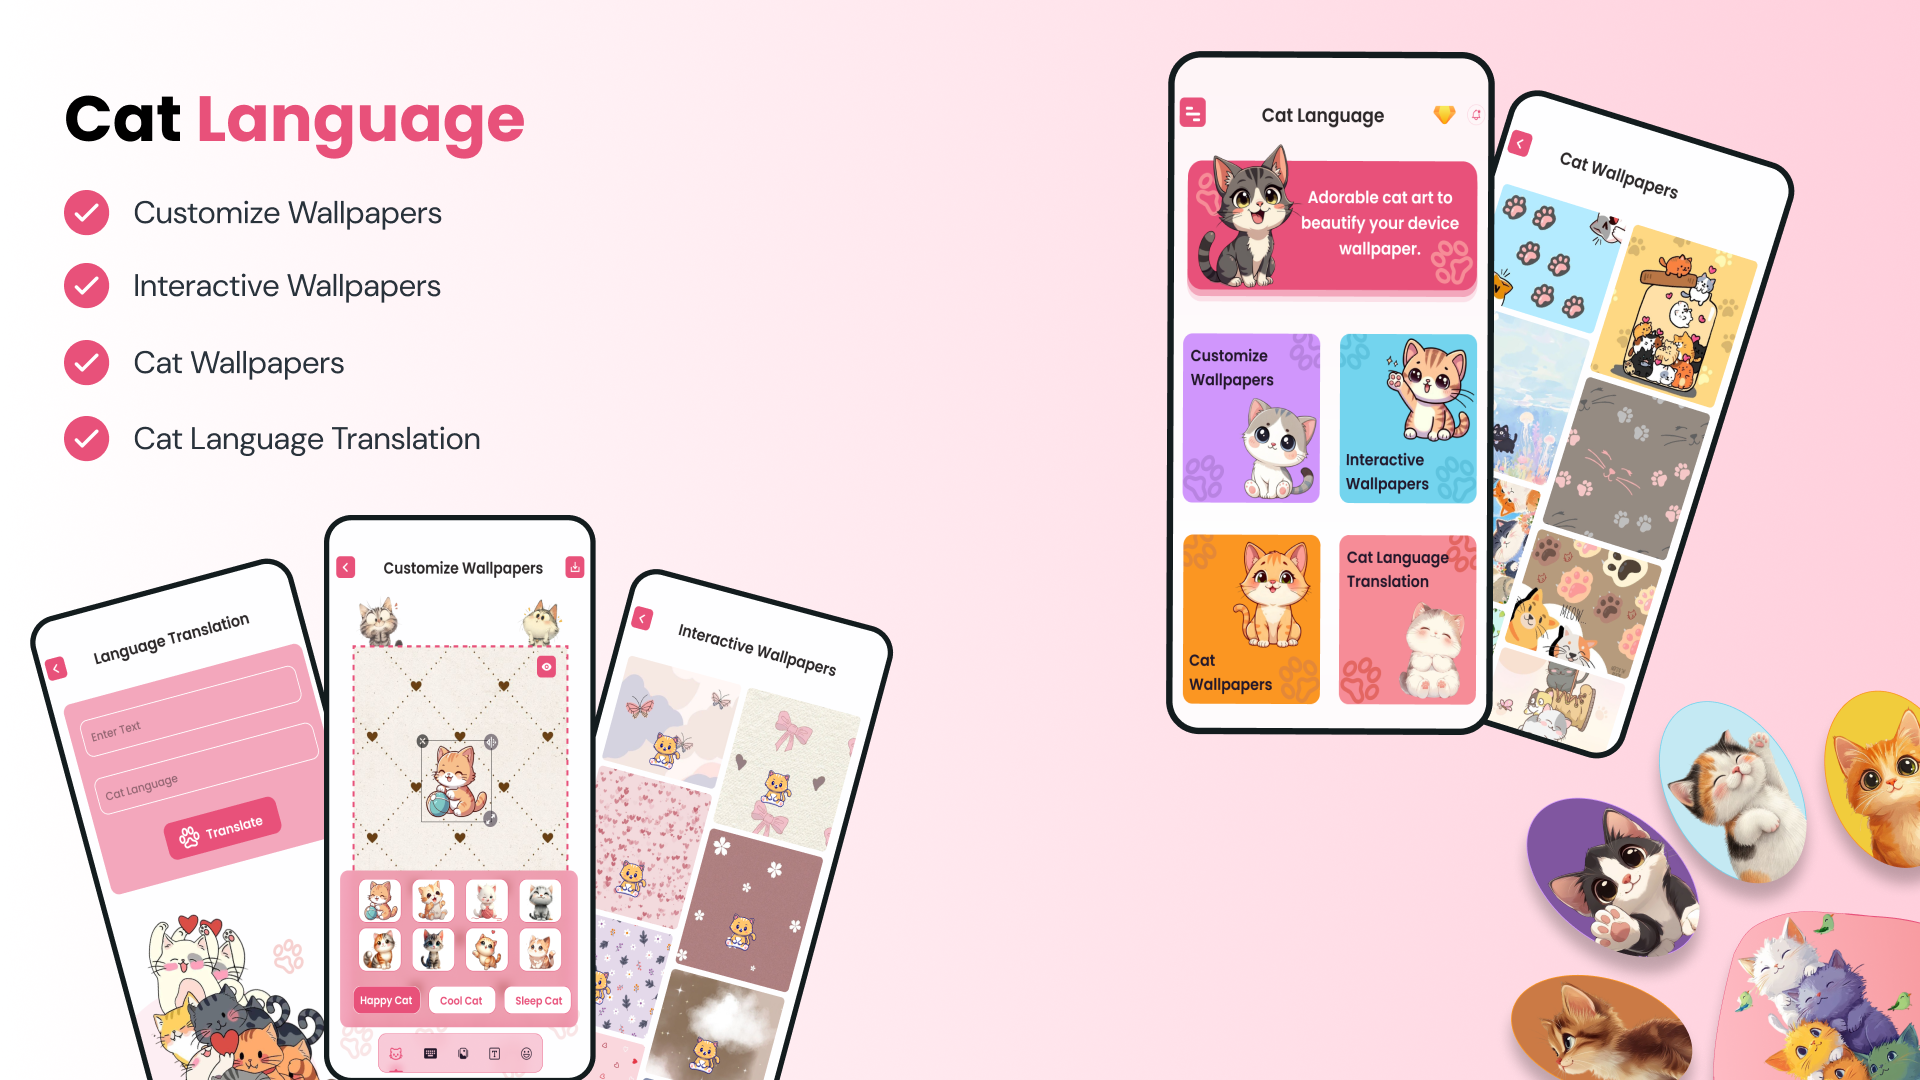 Cat Language
Customize Wallpapers
Interactive Wallpapers
Cat Wallpapers
Cat Language Translation
Language Translation
Enter Text
Cat Language
Translate
Customize Wallpapers
Happy Cat
Cool Cat
Sleep Cat
Interactive Wallpapers
Cat Language
Adorable cat art to
beautify your device
wallpaper.
Customize
Wallpapers
Interactive
Wallpapers
Cat
Wallpapers
Cat Language
Translation
Cat Wallpapers
MEOW..